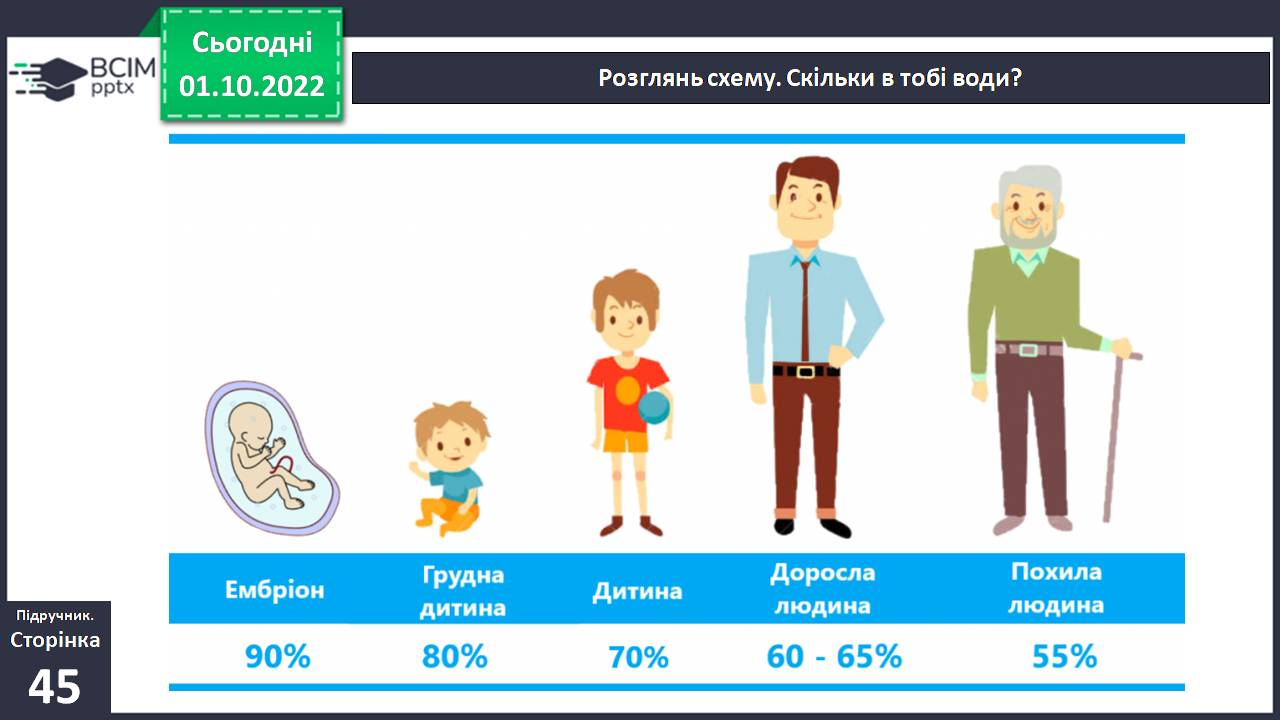 Сьогодні
01.10.2022
BCIM
pptx
Розглянь схему. Скільки в тобі води?
Ембріон
Грудна
дитина
Дитина
Доросла
людина
Похила
людина
90%
80%
70%
60 - 65%
55%
Підручник.
Сторінка
45